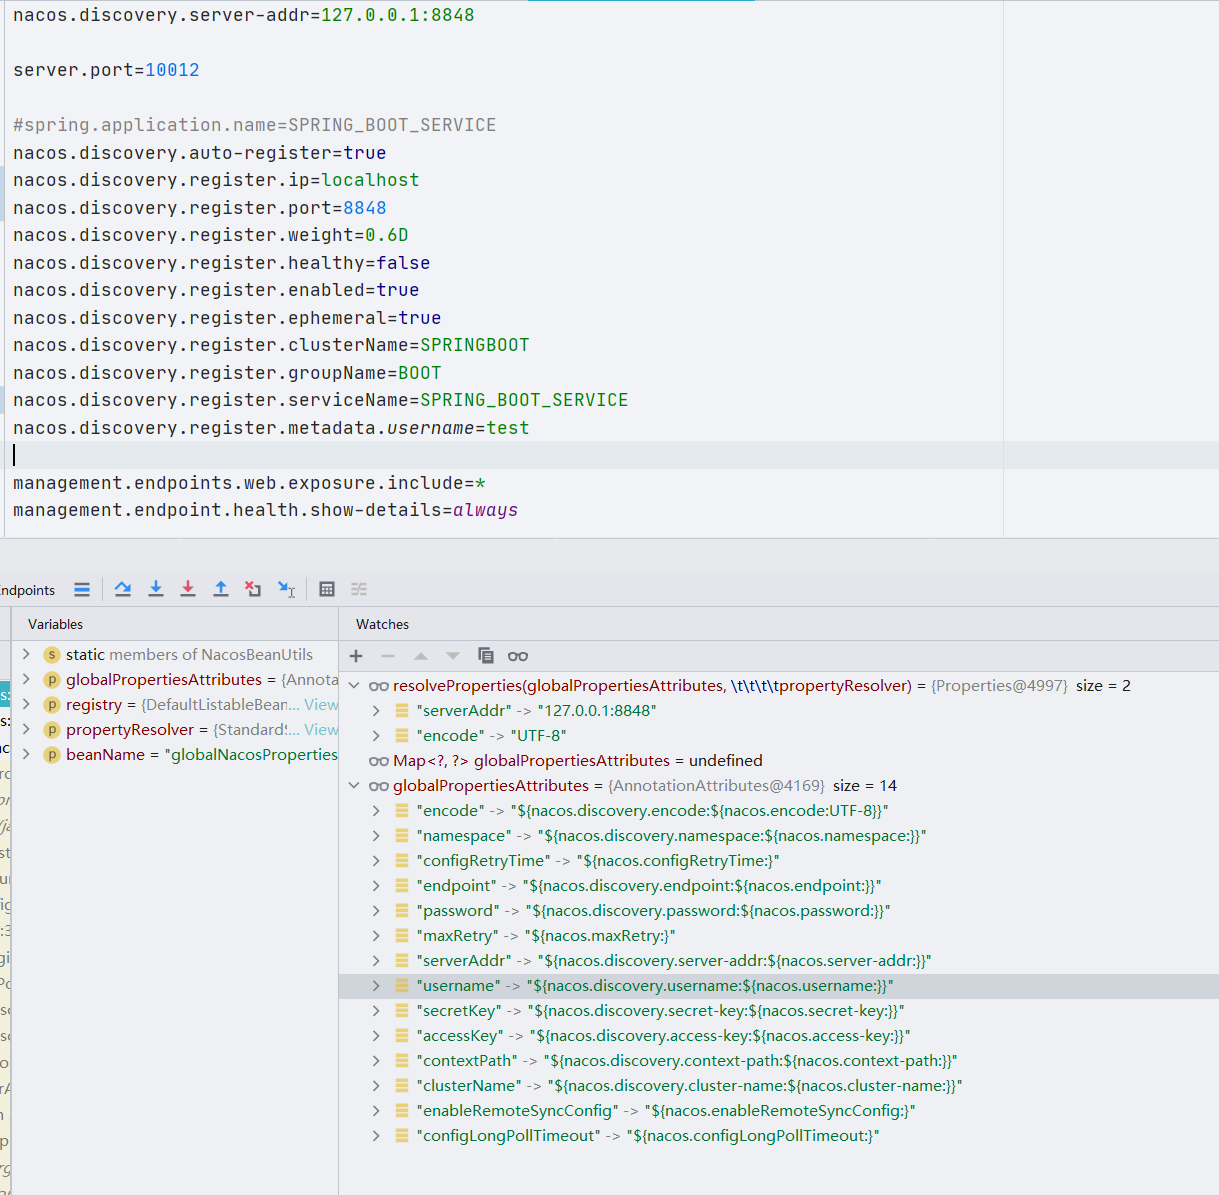 nacos.discovery.server-addr=127.0.0.1:8848
server.port=10012
#spring.application.name=SPRING_BOOT_SERVICE
nacos.discovery.auto-register=true
nacos.discovery.register.ip=localhost
nacos.discovery.register.port=8848
nacos.discovery.register.weight=0.6D
nacos.discovery.register.healthy=false
nacos.discovery.register.enabled=true
nacos.discovery.register.ephemeral=true
nacos.discovery.register.clusterName=SPRINGBOOT
nacos.discovery.register.groupName=BOOT
nacos.discovery.register.serviceName=SPRING_BOOT_SERVICE
nacos.discovery.register.metadata.username=test
management.endpoints.web.exposure.include=*
management.endpoint.health.show-details=always
ndpoints
Variables
static members of NacosBeanUtils
globalPropertiesAttributes = {Annota
registry = {DefaultListableBean... View
propertyResolver = {StandardS... View
beanName = "globalNacosProperties
Watches
resolveProperties(globalPropertiesAttributes, \t\t\t\tpropertyResolver) = {Properties@4997} size = 2
"serverAddr" -> "127.0.0.1:8848"
"encode" -> "UTF-8"
Map<?, ?> globalPropertiesAttributes = undefined
globalPropertiesAttributes = {AnnotationAttributes@4169} size = 14
"encode" -> "${nacos.discovery.encode:${nacos.encode:UTF-8}}"
"namespace" -> "${nacos.discovery.namespace:${nacos.namespace:}}"
"configRetryTime" -> "${nacos.configRetryTime:}"
"endpoint" -> "${nacos.discovery.endpoint:${nacos.endpoint:}}"
"password" -> "${nacos.discovery.password:${nacos.password:}}"
"maxRetry" -> "${nacos.maxRetry:}"
"serverAddr" -> "${nacos.discovery.server-addr:${nacos.server-addr:}}"
"username" -> "${nacos.discovery.username:${nacos.username:}}"
"secretKey" -> "${nacos.discovery.secret-key:${nacos.secret-key:}}"
"accessKey" -> "${nacos.discovery.access-key:${nacos.access-key:}}"
"contextPath" -> "${nacos.discovery.context-path:${nacos.context-path:}}"
"clusterName" -> "${nacos.discovery.cluster-name:${nacos.cluster-name:}}"
"enableRemoteSyncConfig" -> "${nacos.enableRemoteSyncConfig:}"
"configLongPollTimeout" -> "${nacos.configLongPollTimeout:}"